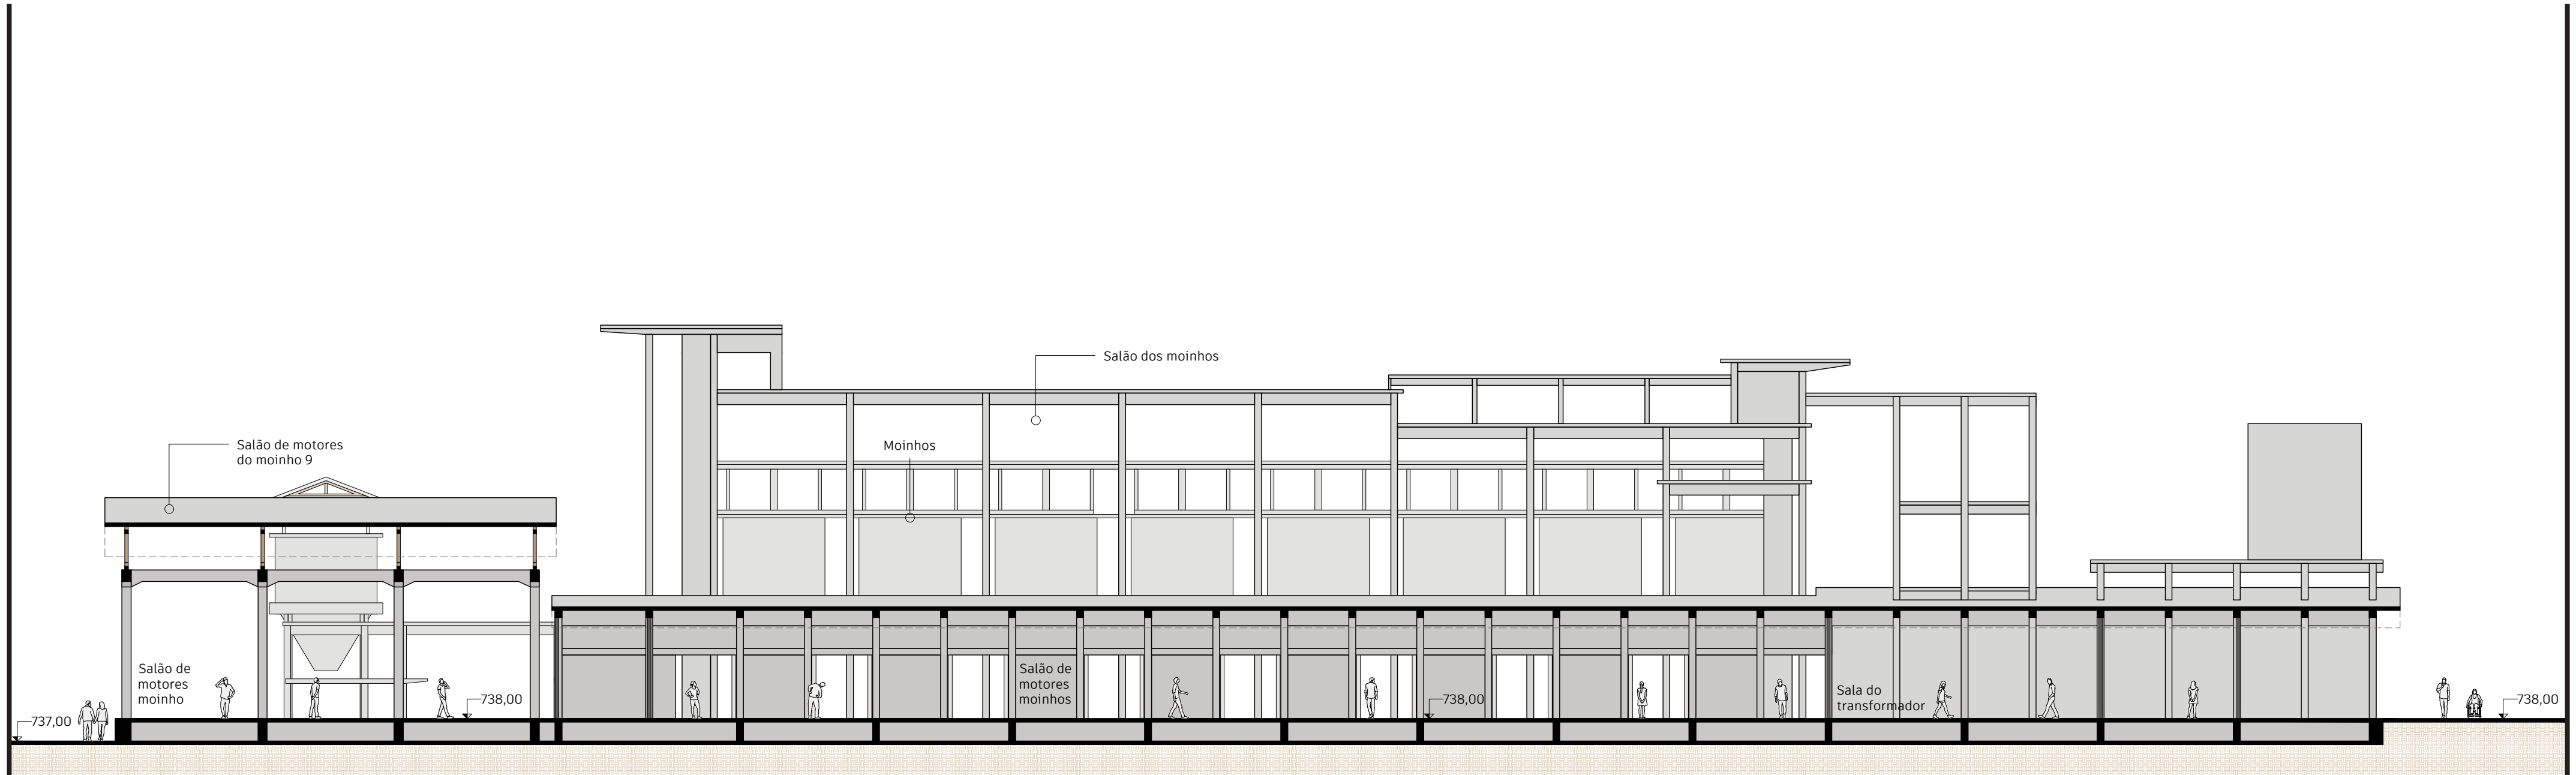 Salão dos moinhos
Moinhos
Salão de motores
do moinho 9
Salão de
motores
moinho
738,00
737,00
Salão de
motores
moinhos
738,00
Sala do
transformador
738,00